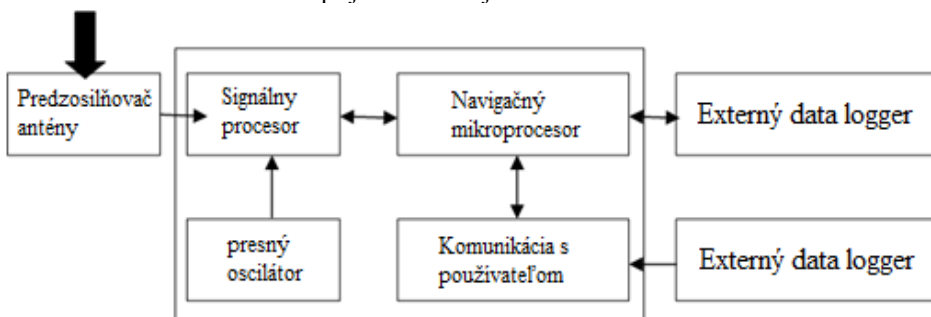 Predzosilňovač
antény
Signálny
procesor
Navigačný
mikroprocesor
Externý data logger
presný
oscilátor
Komunikácia s
používateľom
Externý data logger